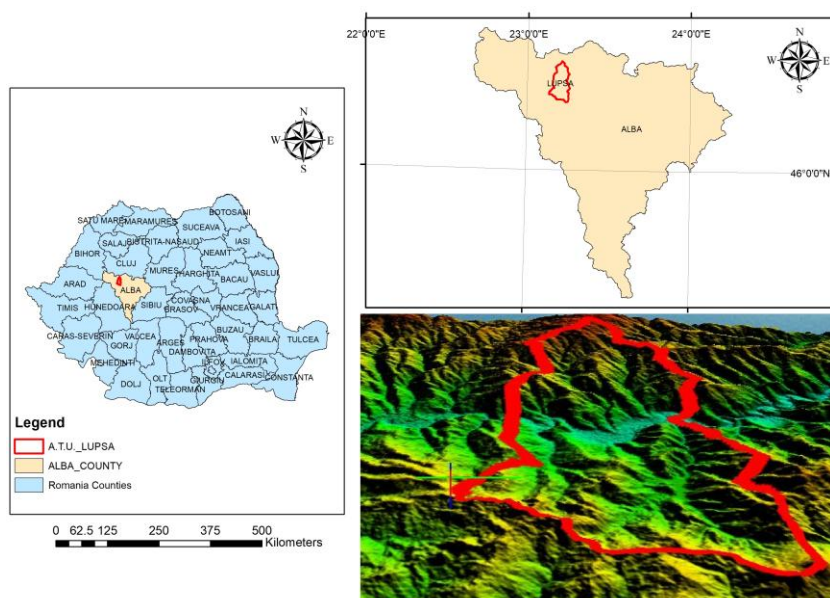 N
W E
S
BOTOSANI
SATU MARE MARAMURES
SUCEAVA
SALAJ BISTRITA-NASAUD IASI
BIHOR NEAMT
CLUJ
MURES HARGHITA VASLUI
ARAD ALBA BACAU
TIMIS HUNEDOARA SIBIU COVASNA
BRASOV VRANCEA GALATI
CARAS-SEVERIN VALCEA BUZAU
GORJ ARGES PRAHOVA BRAILA TULCEA
MEHEDINTI DAMBOVITA
ILFOV IALOMITA
OLT CALARASI
DOLJ GIURGIU CONSTANTA
TELEORMAN
Legend
A.T.U._LUPSA
ALBA_COUNTY
Romania Counties
0 62.5 125 250 375 500
Kilometers
22°0'0"E 23°0'0"E 24°0'0"E
N
W E
S
LUPSA
ALBA
46°0'0"N